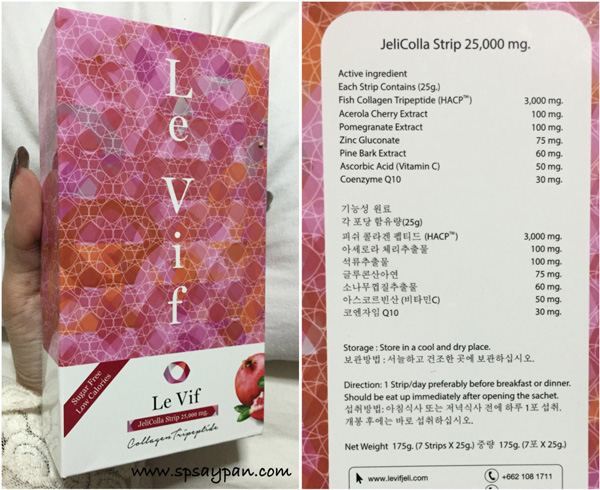 Le Vif
Sugar Free
Low Calories
Le Vif
JeliColla Strip 25,000 mg.
Collagen Tripeptide
www.spsaypan.com
JeliColla Strip 25,000 mg.
Active ingredient
Each Strip Contains (25g.)
Fish Collagen Tripeptide (HACP™) 3,000 mg.
Acerola Cherry Extract 100 mg.
Pomegranate Extract 100 mg.
Zinc Gluconate 75 mg.
Pine Bark Extract 60 mg.
Ascorbic Acid (Vitamin C) 50 mg.
Coenzyme Q10 30 mg.
기능성 원료
각 포당 함유량(25g)
피쉬 콜라겐 펩티드 (HACP™) 3,000 mg.
아세로라 체리추출물 100 mg.
석류추출물 100 mg.
글루콘산아연 75 mg.
소나무껍질추출물 60 mg.
아스코르빈산 (비타민C) 50 mg.
코엔자임 Q10 30 mg.
Storage : Store in a cool and dry place.
보관방법 : 서늘하고 건조한 곳에 보관하십시오.
Direction: 1 Strip/day preferably before breakfast or dinner.
Should be eat up immediately after opening the sachet.
섭취방법: 아침식사 또는 저녁식사 전에 하루 1포 섭취.
개봉 후에는 바로 섭취하십시오.
Net Weight 175g. (7 Strips X 25g.) 중량 175g. (7포 X 25g.)
www.levifjeli.com +662 108 1711